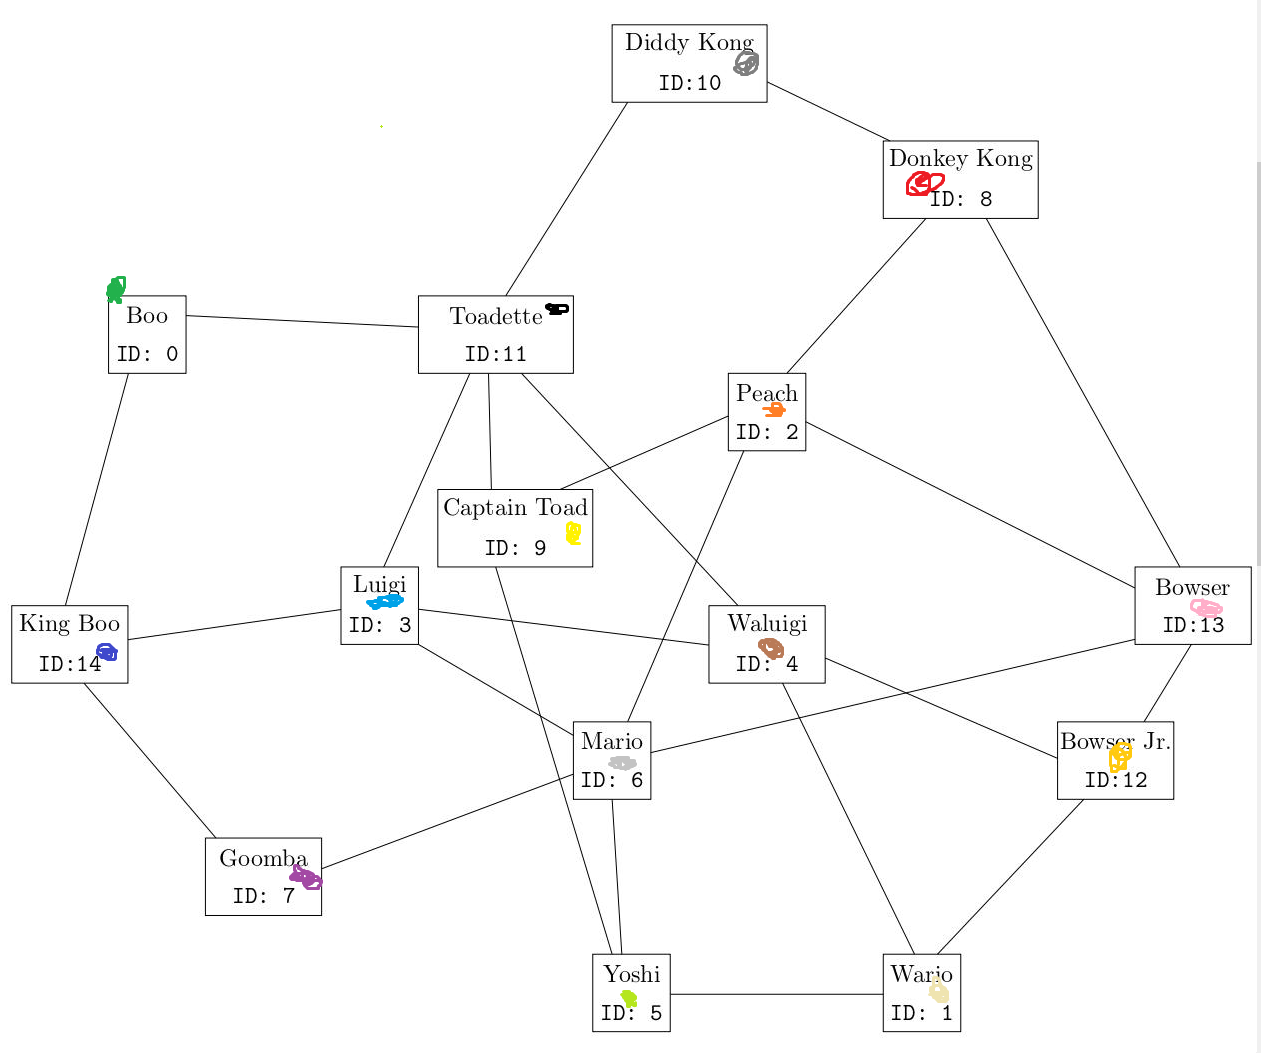 Diddy Kong
ID:10
Donkey Kong
ID: 8
Boo
ID: 0
Toadette
ID:11
Peach
ID: 2
Captain Toad
ID: 9
Luigi
ID: 3
King Boo
ID:14
Waluigi
ID: 4
Bowser
ID:13
Mario
ID: 6
Bowser Jr.
ID:12
Goomba
ID: 7
Yoshi
ID: 5
Wario
ID: 1